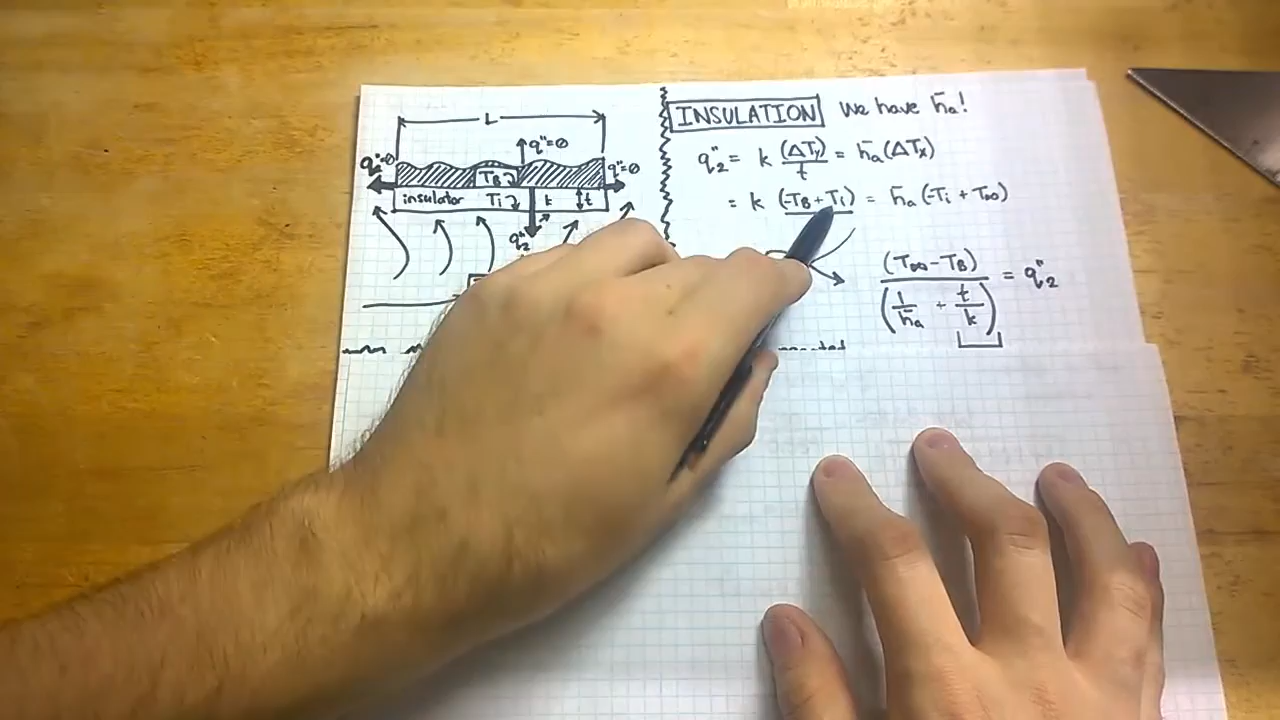 L
q"=0
q"=0
q"=0
T_B
insulator T_i k t
q"_2
INSULATION We have h̄_a!
q"_2 = k (ΔT_y)/t = h̄_a(ΔT_x)
= k (-T_B + T_i) = h̄_a(-T_i + T_∞)
(T_∞ - T_B)/(1/h̄_a + t/k) = q"_2